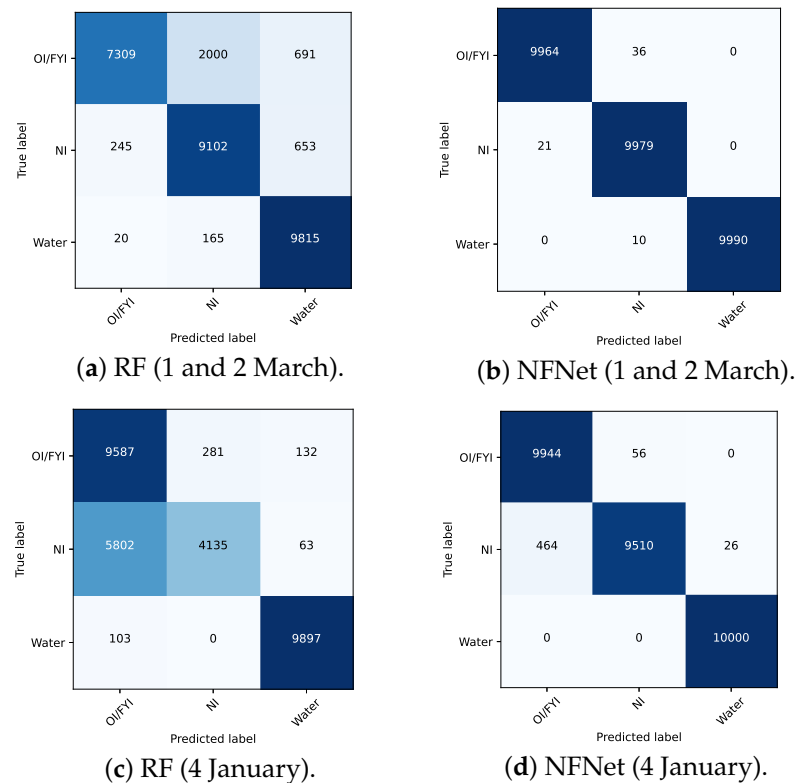 OI/FYI 7309 2000 691
NI 245 9102 653
Water 20 165 9815
True label
OI/FYI NI Water
Predicted label
(a) RF (1 and 2 March).
OI/FYI 9964 36 0
NI 21 9979 0
Water 0 10 9990
True label
OI/FYI NI Water
Predicted label
(b) NFNet (1 and 2 March).
OI/FYI 9587 281 132
NI 5802 4135 63
Water 103 0 9897
True label
OI/FYI NI Water
Predicted label
(c) RF (4 January).
OI/FYI 9944 56 0
NI 464 9510 26
Water 0 0 10000
True label
OI/FYI NI Water
Predicted label
(d) NFNet (4 January).